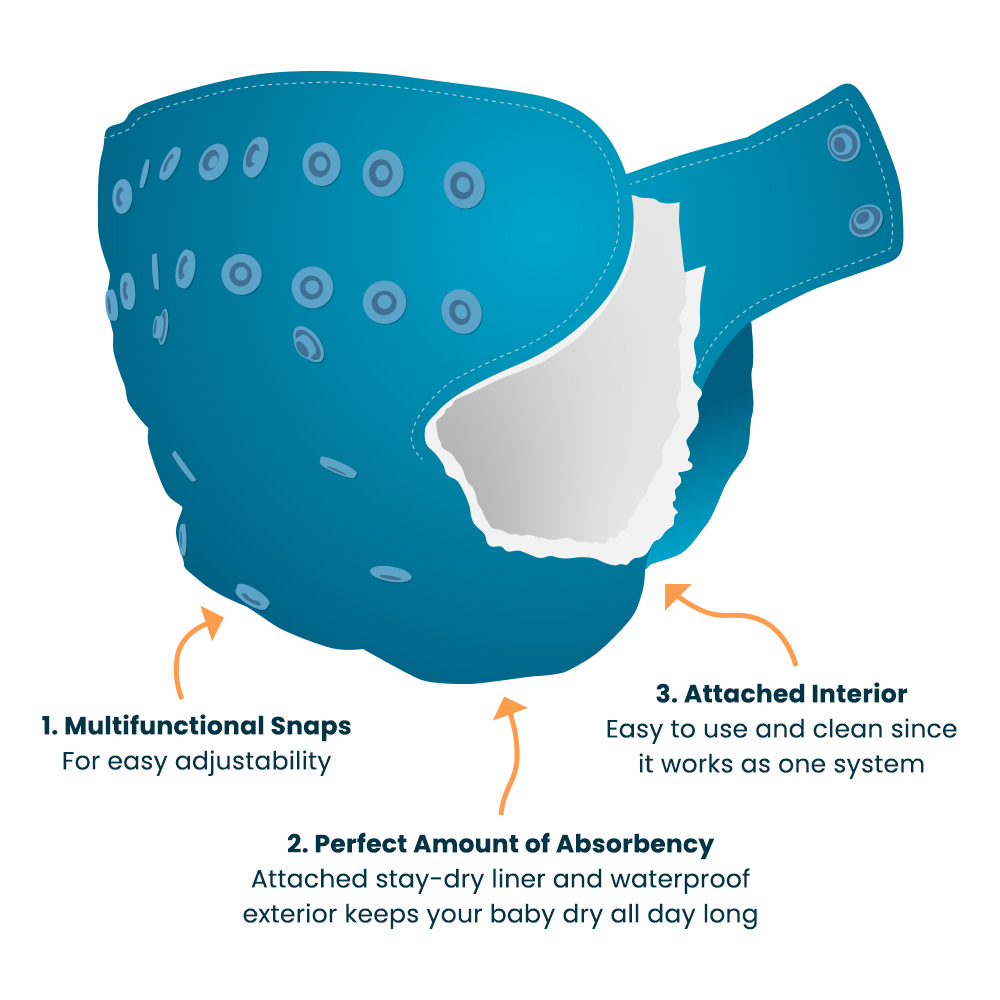 1. Multifunctional Snaps
For easy adjustability
3. Attached Interior
Easy to use and clean since
it works as one system
2. Perfect Amount of Absorbency
Attached stay-dry liner and waterproof
exterior keeps your baby dry all day long